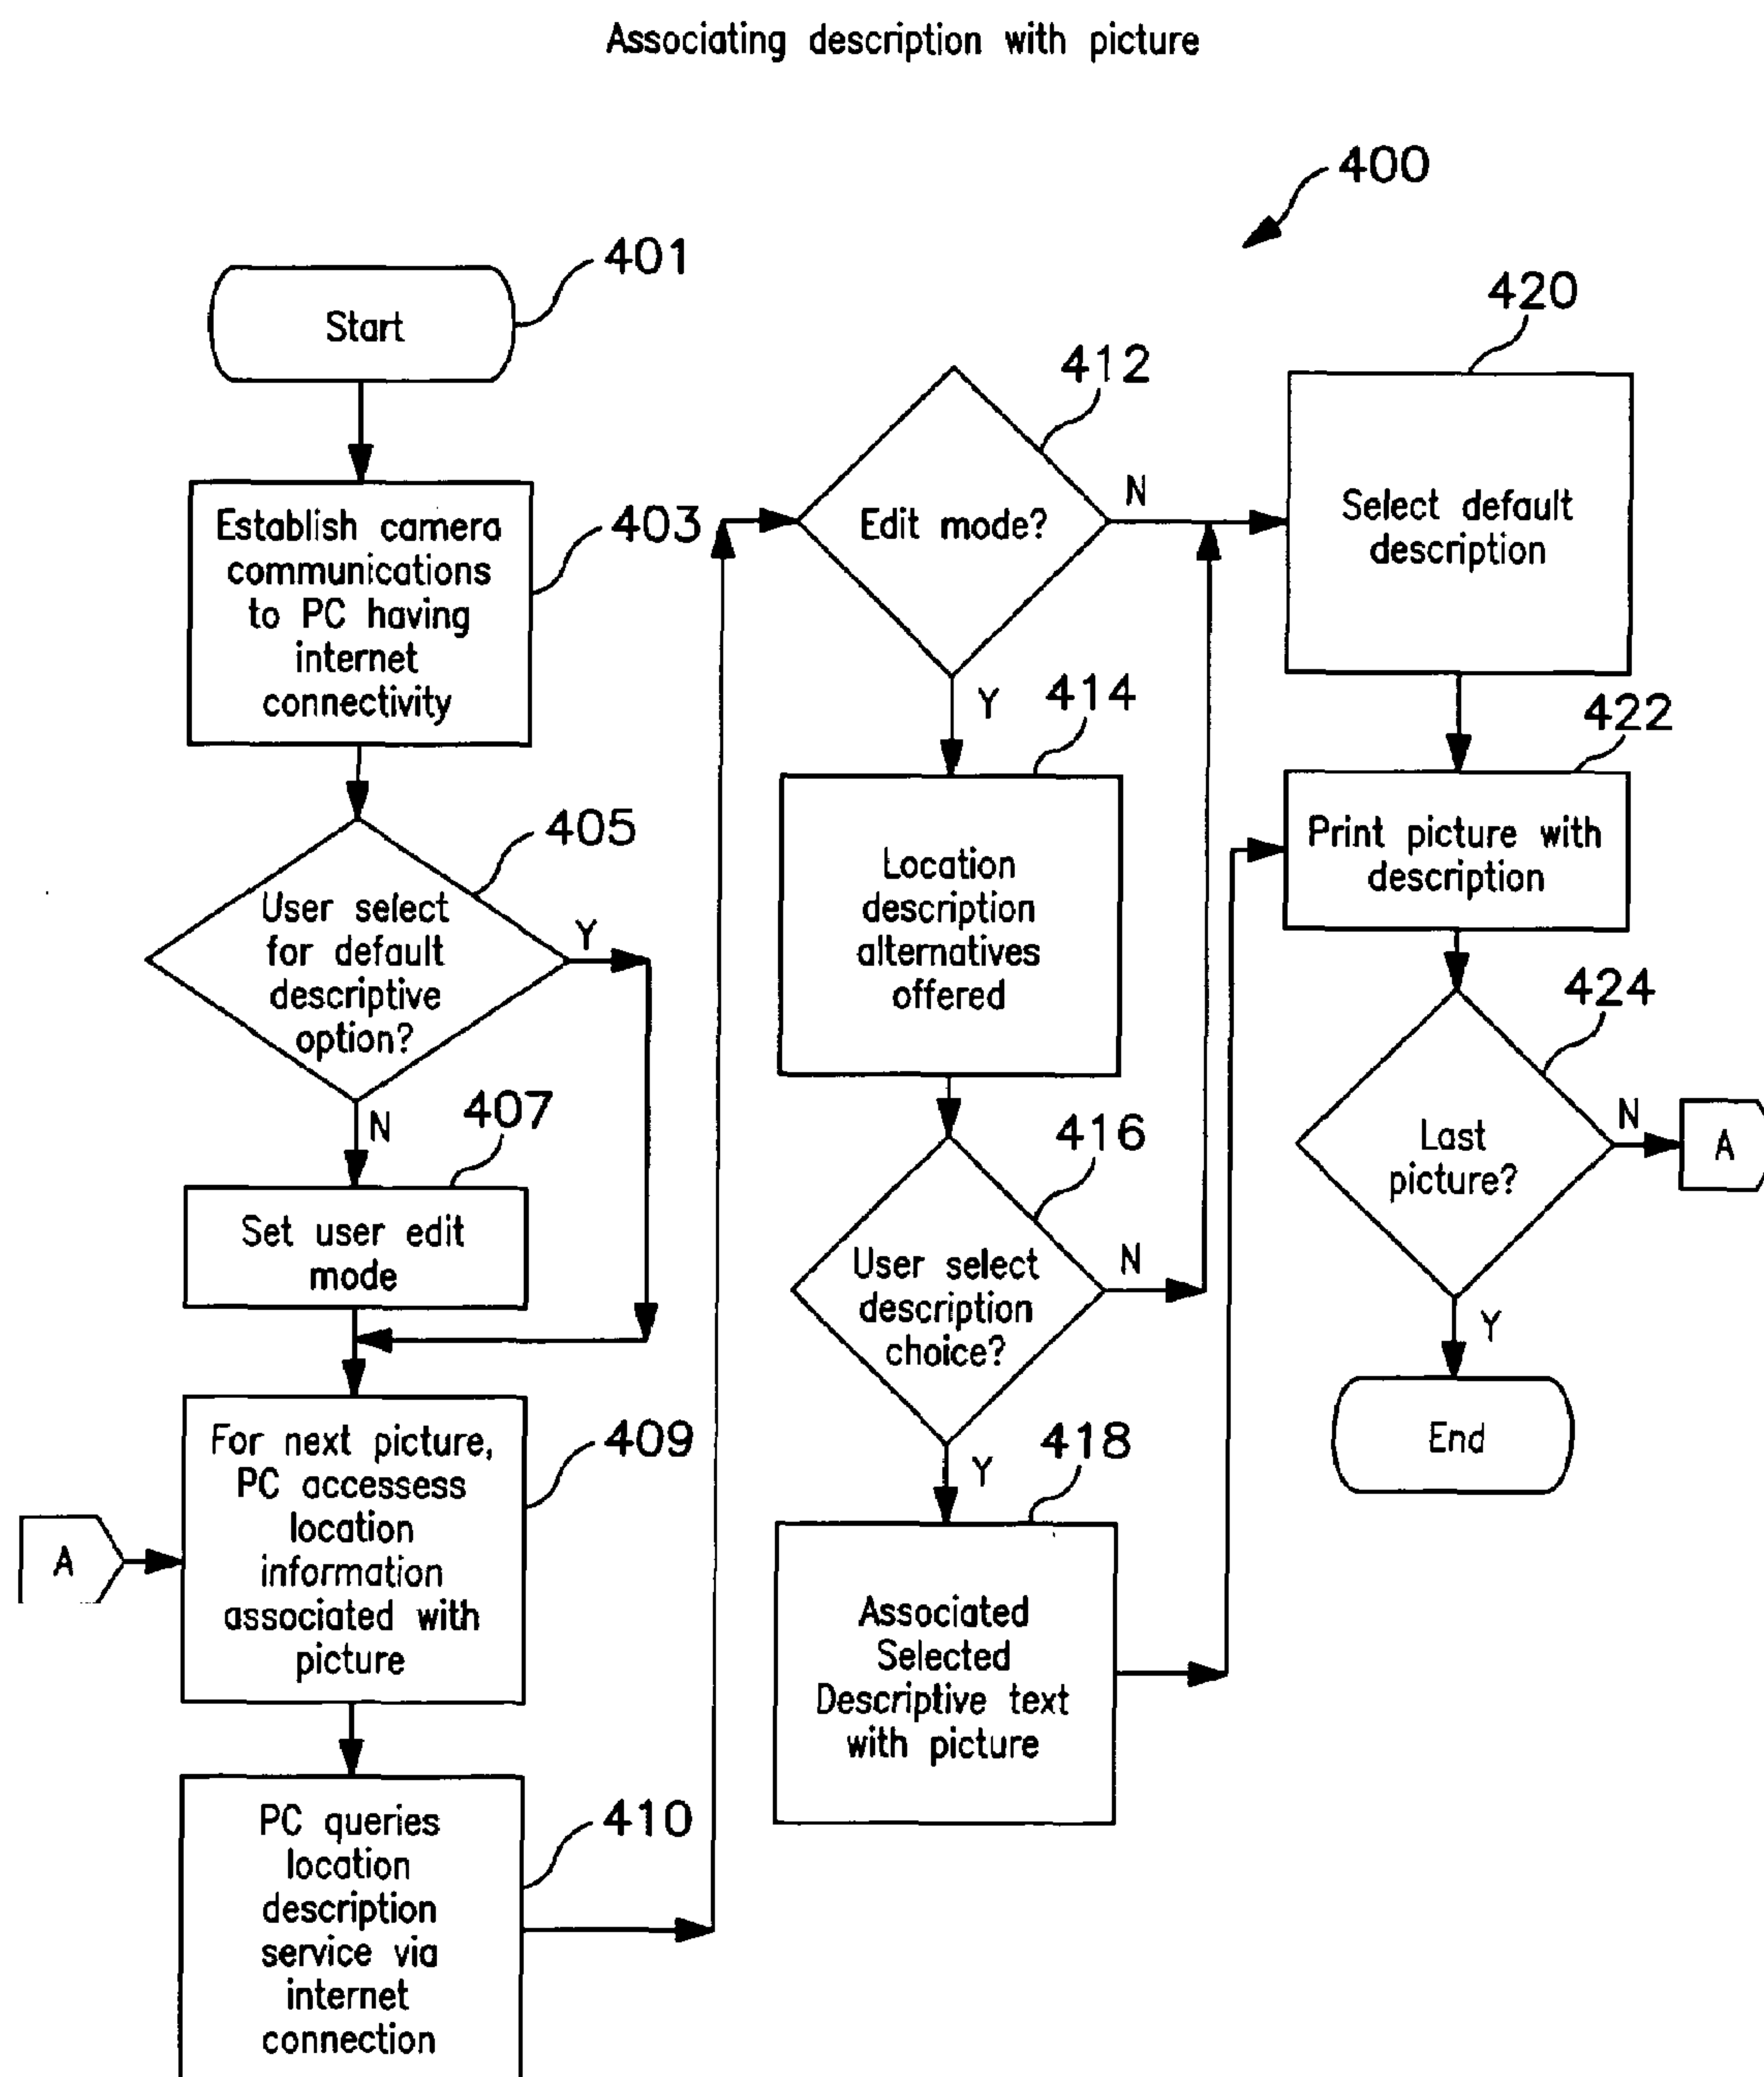 Associating description with picture
400
401
Start
Establish camera
communications
to PC having
internet
connectivity
403
405
User select
for default
descriptive
option?
Y
N
407
Set user edit
mode
For next picture,
PC accessess
location
information
associated with
picture
409
A
PC queries
location
description
service via
internet
connection
410
412
Edit mode?
N
Y
414
Location
description
alternatives
offered
416
User select
description
choice?
N
Y
418
Associated
Selected
Descriptive text
with picture
420
Select default
description
422
Print picture with
description
424
Last
picture?
N
A
Y
End